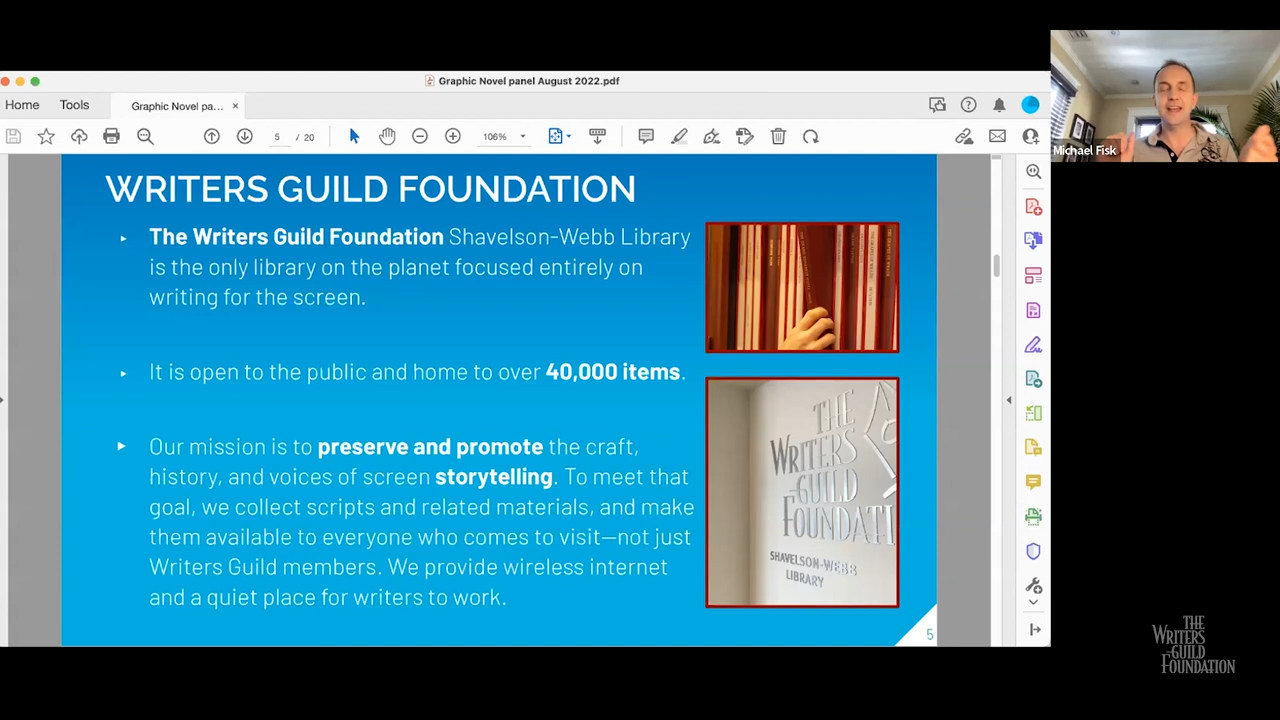 Graphic Novel panel August 2022.pdf
Home Tools Graphic Novel pa... ×
5 / 20 106%
Michael Fisk
WRITERS GUILD FOUNDATION
The Writers Guild Foundation Shavelson-Webb Library
is the only library on the planet focused entirely on
writing for the screen.
It is open to the public and home to over 40,000 items.
Our mission is to preserve and promote the craft,
history, and voices of screen storytelling. To meet that
goal, we collect scripts and related materials, and make
them available to everyone who comes to visit—not just
Writers Guild members. We provide wireless internet
and a quiet place for writers to work.
THE
WRITERS
GUILD
FOUNDATI
SHAVELSON-WEBB
LIBRARY
5
THE
WRITERS
GUILD
FOUNDATION